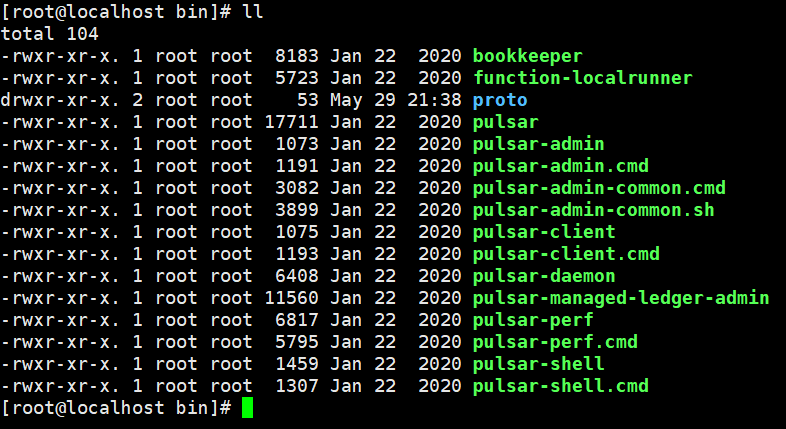 [root@localhost bin]# ll
total 104
-rwxr-xr-x. 1 root root  8183 Jan 22  2020 bookkeeper
-rwxr-xr-x. 1 root root  5723 Jan 22  2020 function-localrunner
drwxr-xr-x. 2 root root    53 May 29 21:38 proto
-rwxr-xr-x. 1 root root 17711 Jan 22  2020 pulsar
-rwxr-xr-x. 1 root root  1073 Jan 22  2020 pulsar-admin
-rwxr-xr-x. 1 root root  1191 Jan 22  2020 pulsar-admin.cmd
-rwxr-xr-x. 1 root root  3082 Jan 22  2020 pulsar-admin-common.cmd
-rwxr-xr-x. 1 root root  3899 Jan 22  2020 pulsar-admin-common.sh
-rwxr-xr-x. 1 root root  1075 Jan 22  2020 pulsar-client
-rwxr-xr-x. 1 root root  1193 Jan 22  2020 pulsar-client.cmd
-rwxr-xr-x. 1 root root  6408 Jan 22  2020 pulsar-daemon
-rwxr-xr-x. 1 root root 11560 Jan 22  2020 pulsar-managed-ledger-admin
-rwxr-xr-x. 1 root root  6817 Jan 22  2020 pulsar-perf
-rwxr-xr-x. 1 root root  5795 Jan 22  2020 pulsar-perf.cmd
-rwxr-xr-x. 1 root root  1459 Jan 22  2020 pulsar-shell
-rwxr-xr-x. 1 root root  1307 Jan 22  2020 pulsar-shell.cmd
[root@localhost bin]#